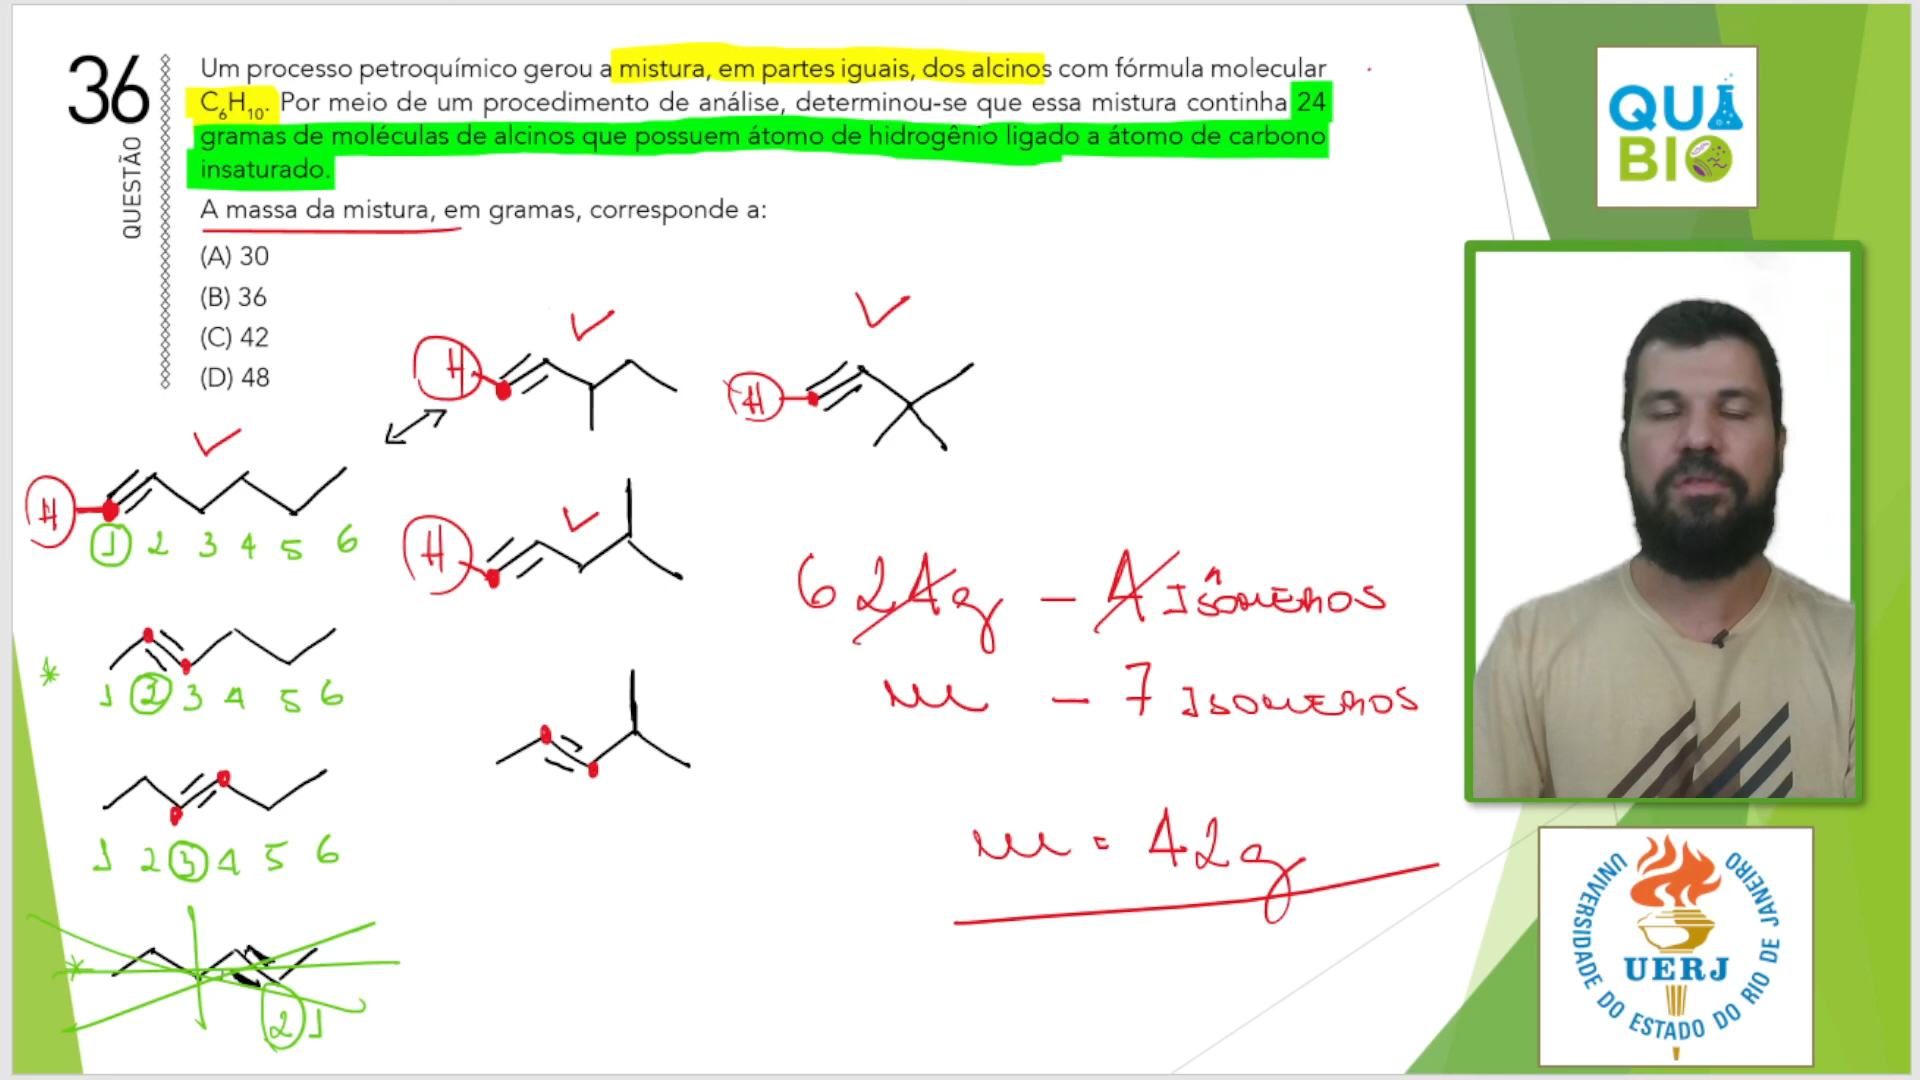 36
QUESTÃO
Um processo petroquímico gerou a mistura, em partes iguais, dos alcinos com fórmula molecular
C₆H₁₀. Por meio de um procedimento de análise, determinou-se que essa mistura continha 24
gramas de moléculas de alcinos que possuem átomo de hidrogênio ligado a átomo de carbono
insaturado.
A massa da mistura, em gramas, corresponde a:
(A) 30
(B) 36
(C) 42
(D) 48
H
H
H
1 2 3 4 5 6
H
6 24g – 4 ISÔMEROS
m – 7 ISOMEROS
* 1 2 3 4 5 6
m = 42g
1 2 3 4 5 6
*
2 1
QUI
BIO
UNIVERSIDADE DO ESTADO DO RIO DE JANEIRO
UERJ